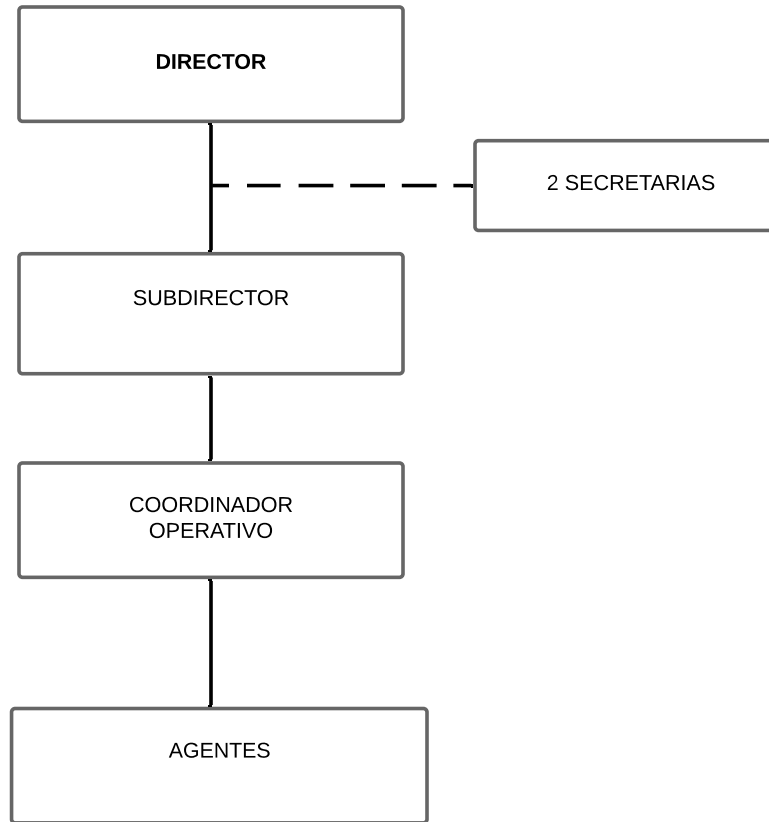 DIRECTOR
2 SECRETARIAS
SUBDIRECTOR
COORDINADOR
OPERATIVO
AGENTES